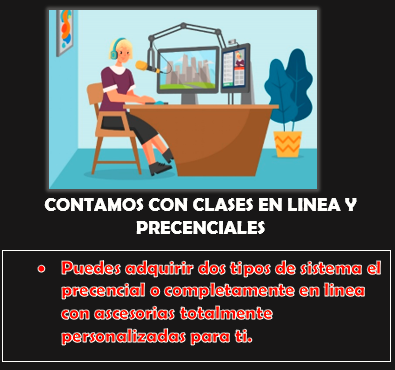 CONTAMOS CON CLASES EN LINEA Y
PRECENCIALES
• Puedes adquirir dos tipos de sistema el
precencial o completamente en linea
con ascesorias totalmente
personalizadas para ti.